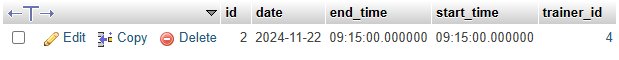 id date end_time start_time trainer_id
Edit Copy Delete 2 2024-11-22 09:15:00.000000 09:15:00.000000 4